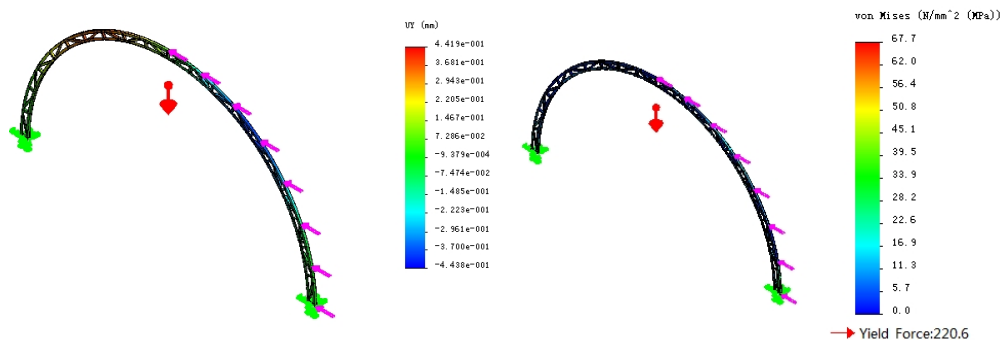 UY (mm)
4.419e-001
3.681e-001
2.943e-001
2.205e-001
1.467e-001
7.286e-002
-9.379e-004
-7.474e-002
-1.485e-001
-2.223e-001
-2.961e-001
-3.700e-001
-4.438e-001
von Mises (N/mm^2 (MPa))
67.7
62.0
56.4
50.8
45.1
39.5
33.9
28.2
22.6
16.9
11.3
5.7
0.0
Yield Force:220.6